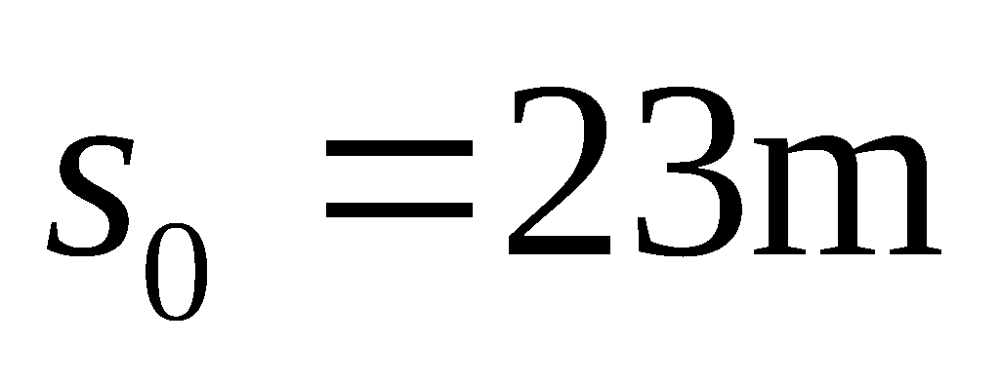 s₀ = 23m